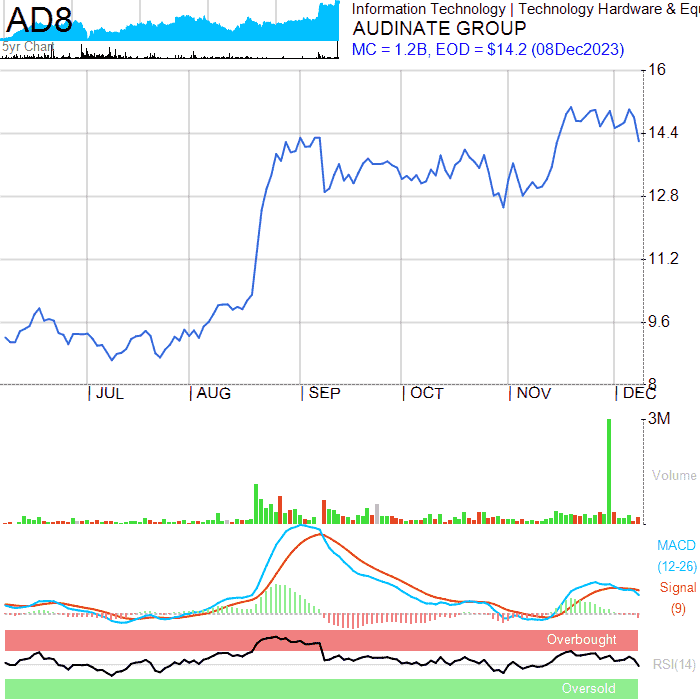 AD8
5yr Chart
Information Technology | Technology Hardware & Equ
AUDINATE GROUP
MC = 1.2B, EOD = $14.2 (08Dec2023)
16
14.4
12.8
11.2
9.6
8
JUL
AUG
SEP
OCT
NOV
DEC
3M
Volume
MACD
(12-26)
Signal
(9)
Overbought
RSI(14)
Oversold